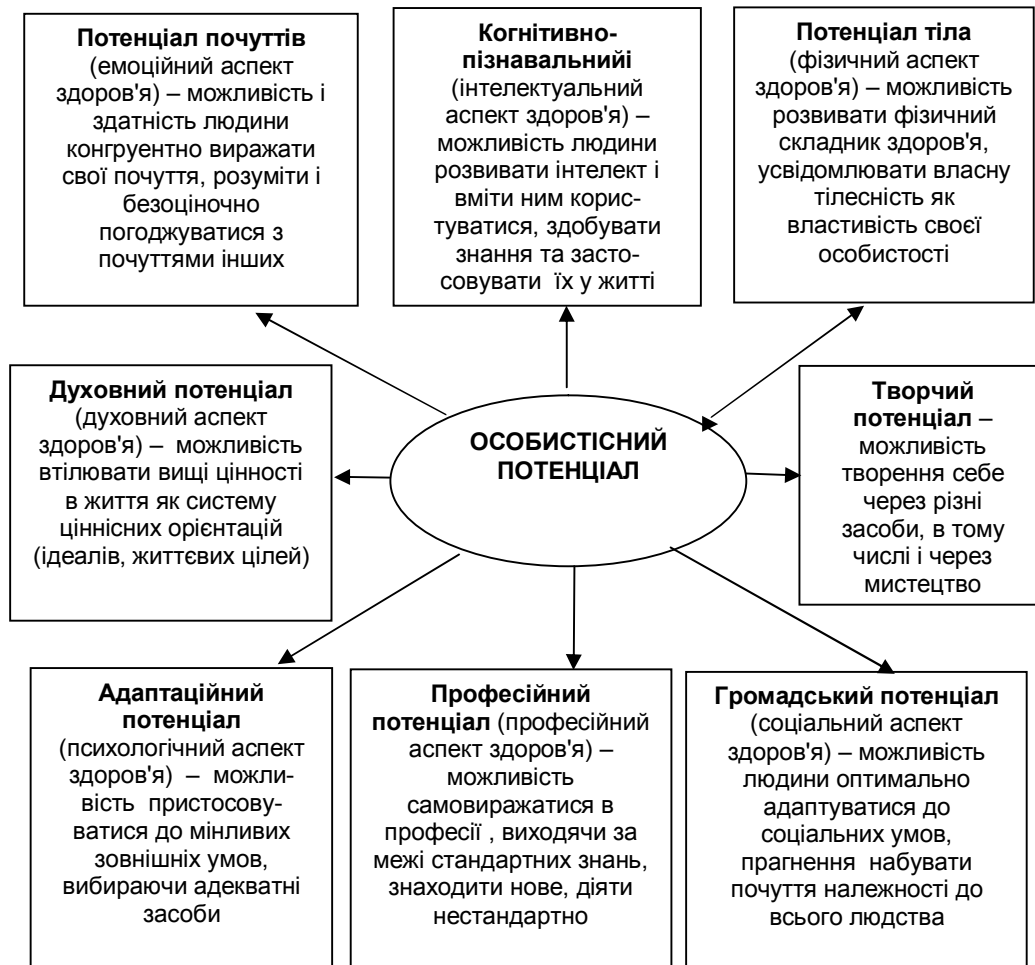 Потенціал почуттів
(емоційний аспект
здоров'я) – можливість і
здатність людини
конгруентно виражати
свої почуття, розуміти і
безоціночно
погоджуватися з
почуттями інших
Когнітивно-
пізнавальнийі
(інтелектуальний
аспект здоров'я) –
можливість людини
розвивати інтелект і
вміти ним корис-
туватися, здобувати
знання та засто-
совувати їх у житті
Потенціал тіла
(фізичний аспект
здоров'я) – можливість
розвивати фізичний
складник здоров'я,
усвідомлювати власну
тілесність як
властивість своєї
особистості
Духовний потенціал
(духовний аспект
здоров'я) – можливість
втілювати вищі цінності
в життя як систему
ціннісних орієнтацій
(ідеалів, життєвих цілей)
ОСОБИСТІСНИЙ
ПОТЕНЦІАЛ
Творчий
потенціал –
можливість
творення себе
через різні
засоби, в тому
числі і через
мистецтво
Адаптаційний
потенціал
(психологічний аспект
здоров'я) – можли-
вість пристосову-
ватися до мінливих
зовнішніх умов,
вибираючи адекватні
засоби
Професійний
потенціал (професійний
аспект здоров'я) –
можливість
самовиражатися в
професії , виходячи за
межі стандартних знань,
знаходити нове, діяти
нестандартно
Громадський потенціал
(соціальний аспект
здоров'я) – можливість
людини оптимально
адаптуватися до
соціальних умов,
прагнення набувати
почуття належності до
всього людства